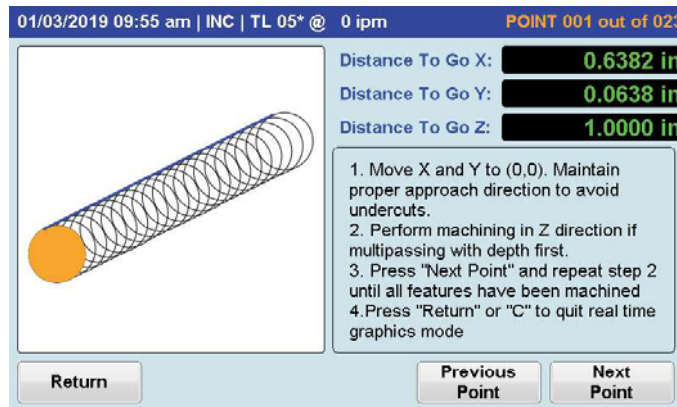 01/03/2019 09:55 am | INC | TL 05* @ 0 ipm POINT 001 out of 023
Distance To Go X: 0.6382 in
Distance To Go Y: 0.0638 in
Distance To Go Z: 1.0000 in
1. Move X and Y to (0,0). Maintain
proper approach direction to avoid
undercuts.
2. Perform machining in Z direction if
multipassing with depth first.
3. Press "Next Point" and repeat step 2
until all features have been machined
4.Press "Return" or "C" to quit real time
graphics mode
Return
Previous
Point
Next
Point